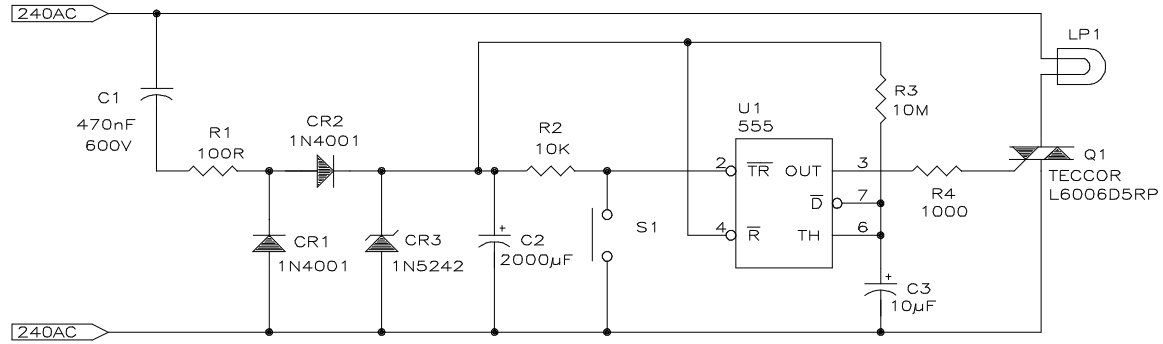 240AC
LP1
C1
470nF
600V
R1
100R
CR2
1N4001
R2
10K
U1
555
R3
10M
2
TR
OUT
3
Q1
TECCOR
L6006D5RP
R4
1000
D
7
4
R
TH
6
CR1
1N4001
CR3
1N5242
+
C2
2000µF
S1
+
C3
10µF
240AC